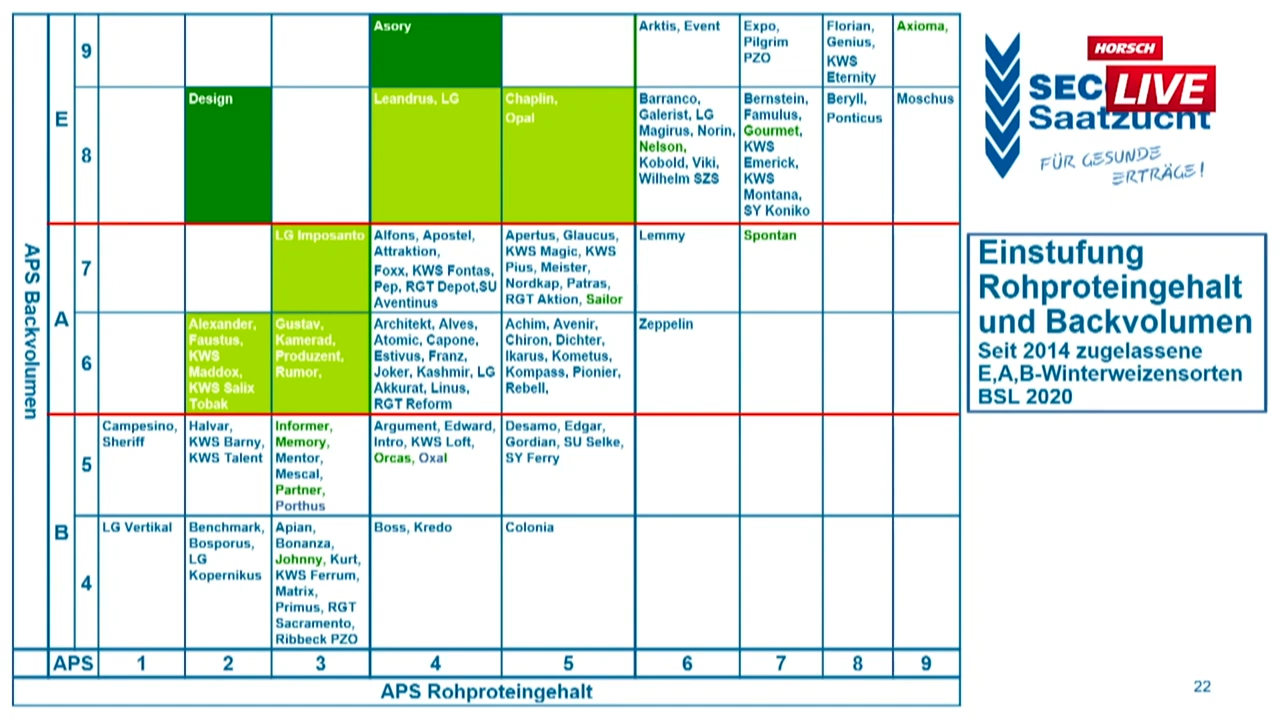 9
Asory
Arktis, Event
Expo,
Pilgrim
PZO
Florian,
Genius,
KWS
Eternity
Axioma,
E
8
Design
Leandrus, LG
Chaplin,
Opal
Barranco,
Galerist, LG
Magirus, Norin,
Nelson,
Kobold, Viki,
Wilhelm SZS
Bernstein,
Famulus,
Gourmet,
KWS
Emerick,
KWS
Montana,
SY Koniko
Beryll,
Ponticus
Moschus
APS Backvolumen
A
7
LG Imposanto
Alfons, Apostel,
Attraktion,
Foxx, KWS Fontas,
Pep, RGT Depot,SU
Aventinus
Apertus, Glaucus,
KWS Magic, KWS
Pius, Meister,
Nordkap, Patras,
RGT Aktion, Sailor
Lemmy
Spontan
6
Alexander,
Faustus,
KWS
Maddox,
KWS Salix
Tobak
Gustav,
Kamerad,
Produzent,
Rumor,
Architekt, Alves,
Atomic, Capone,
Estivus, Franz,
Joker, Kashmir, LG
Akkurat, Linus,
RGT Reform
Achim, Avenir,
Chiron, Dichter,
Ikarus, Kometus,
Kompass, Pionier,
Rebell,
Zeppelin
B
5
Campesino,
Sheriff
Halvar,
KWS Barny,
KWS Talent
Informer,
Memory,
Mentor,
Mescal,
Partner,
Porthus
Argument, Edward,
Intro, KWS Loft,
Orcas, Oxal
Desamo, Edgar,
Gordian, SU Selke,
SY Ferry
4
LG Vertikal
Benchmark,
Bosporus,
LG
Kopernikus
Apian,
Bonanza,
Johnny, Kurt,
KWS Ferrum,
Matrix,
Primus, RGT
Sacramento,
Ribbeck PZO
Boss, Kredo
Colonia
APS 1 2 3 4 5 6 7 8 9
APS Rohproteingehalt
HORSCH
LIVE
SEC
Saatzucht
FÜR GESUNDE
ERTRÄGE!
Einstufung
Rohproteingehalt
und Backvolumen
Seit 2014 zugelassene
E,A,B-Winterweizensorten
BSL 2020
22